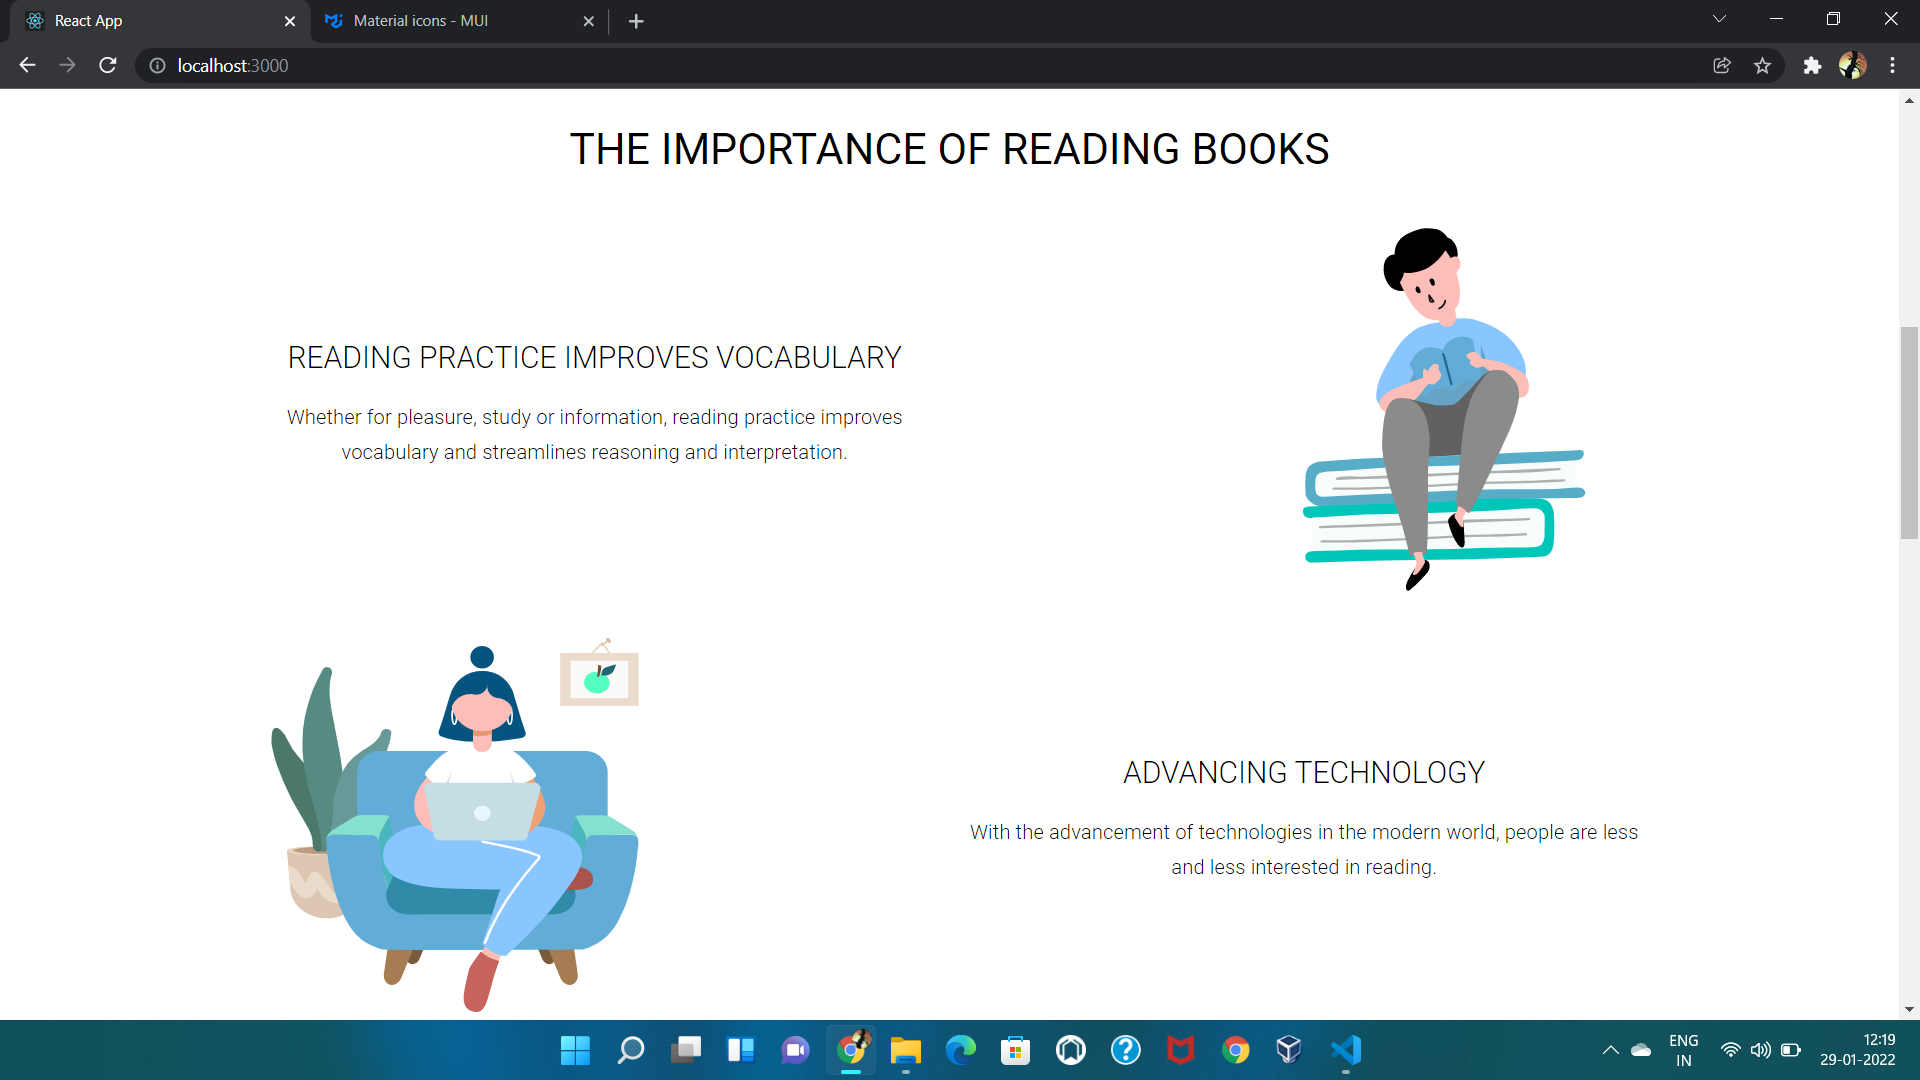 React App
Material icons - MUI
localhost:3000
THE IMPORTANCE OF READING BOOKS
READING PRACTICE IMPROVES VOCABULARY
Whether for pleasure, study or information, reading practice improves
vocabulary and streamlines reasoning and interpretation.
ADVANCING TECHNOLOGY
With the advancement of technologies in the modern world, people are less
and less interested in reading.
ENG
IN
12:19
29-01-2022